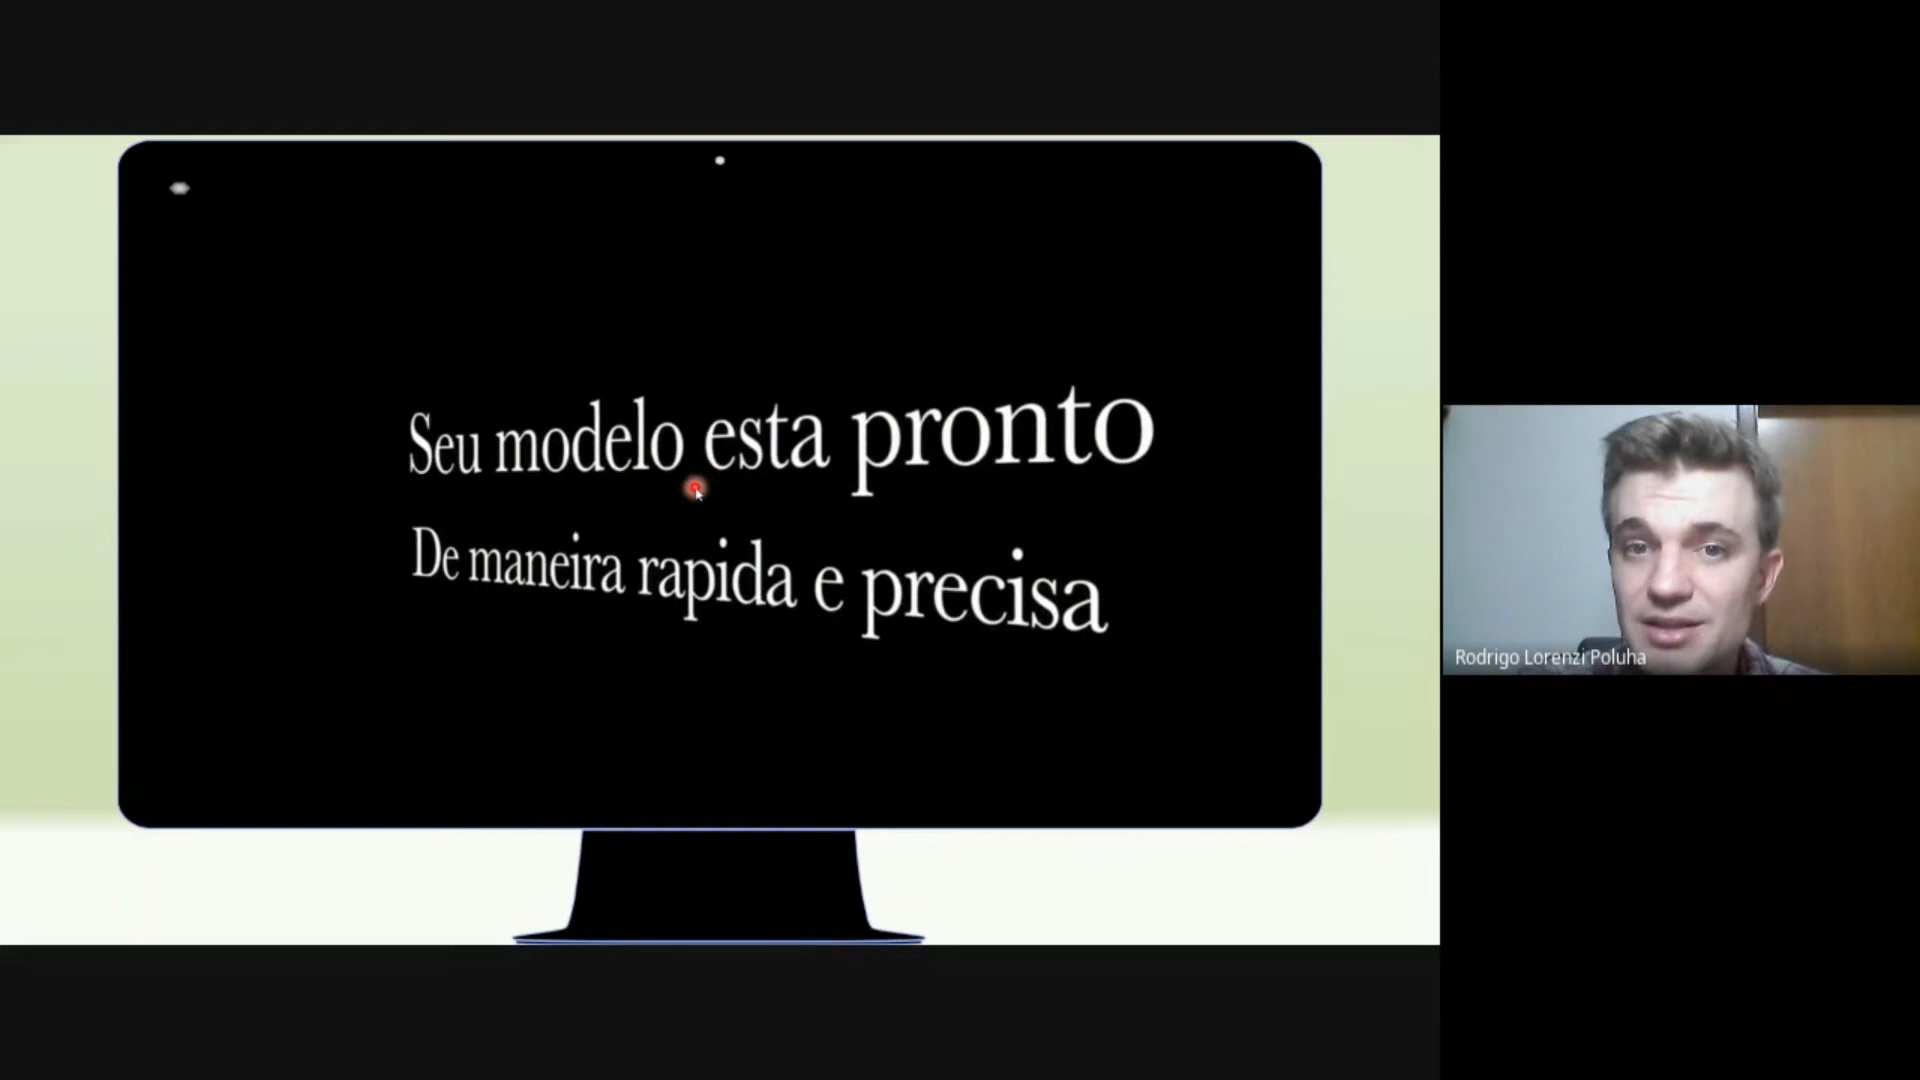 Seu modelo esta pronto
De maneira rapida e precisa
Rodrigo Lorenzi Poluha